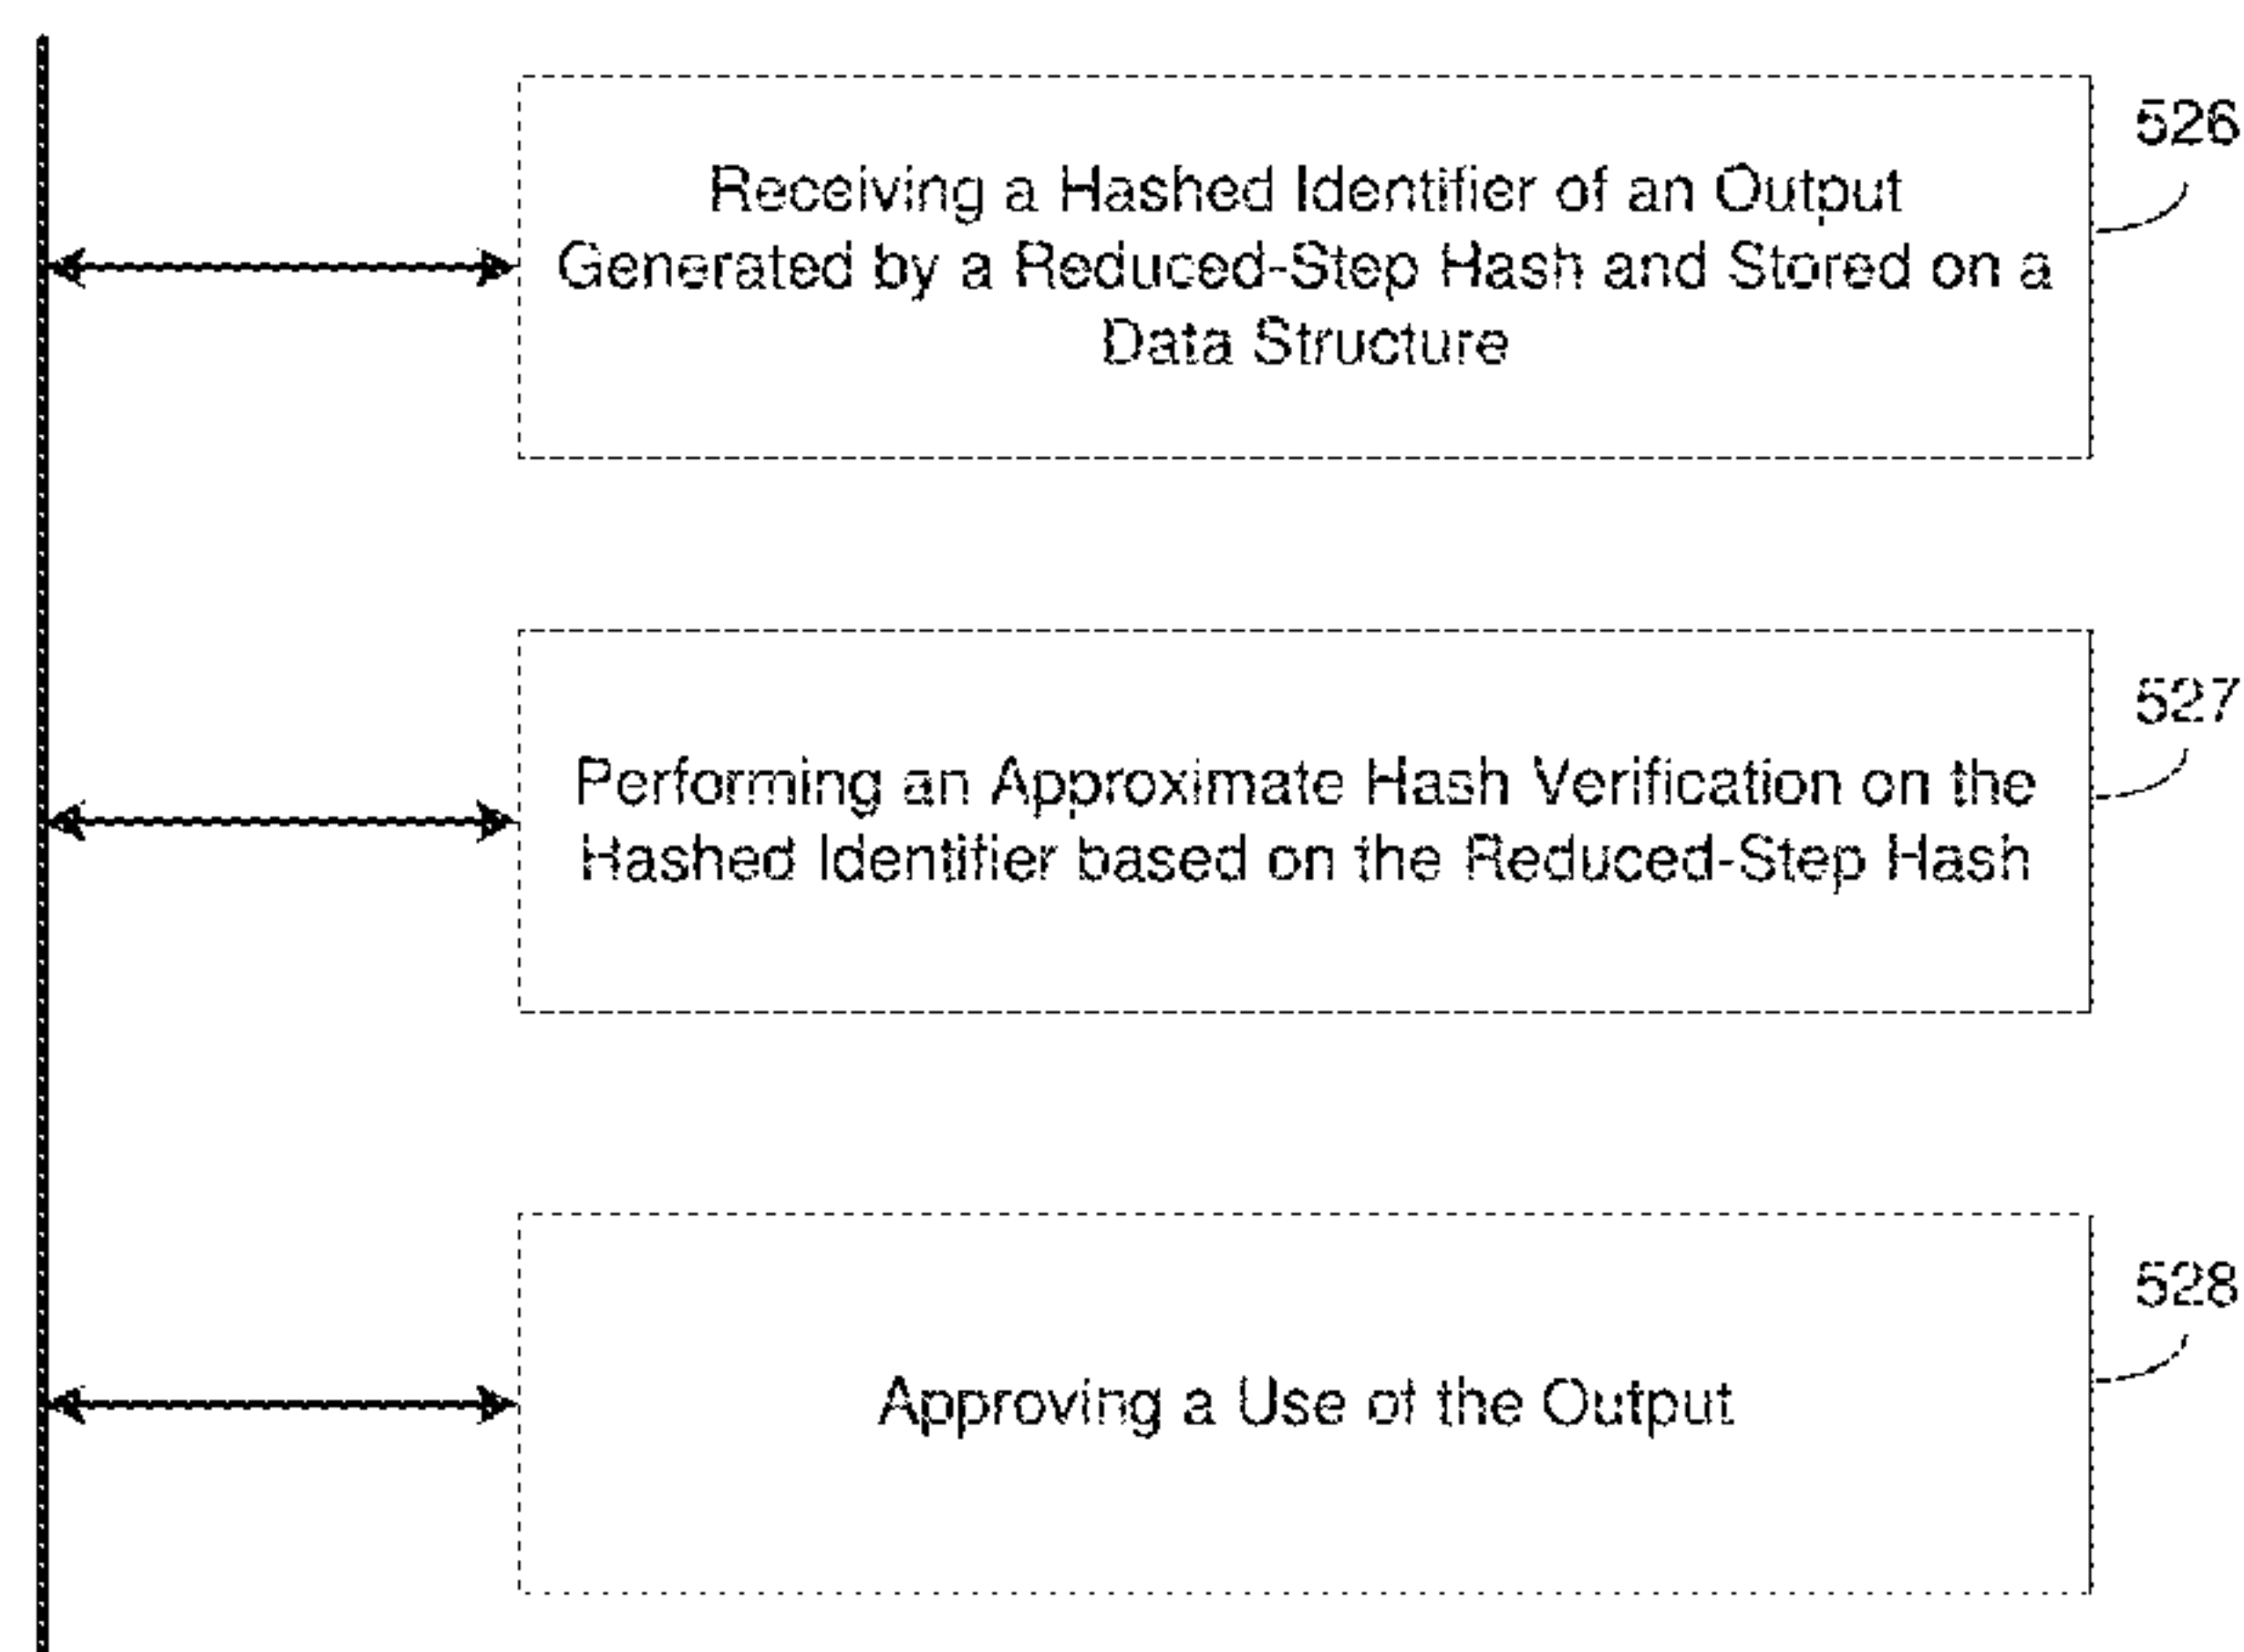 526
Receiving a Hashed Identifier of an Output
Generated by a Reduced-Step Hash and Stored on a
Data Structure
527
Performing an Approximate Hash Verification on the
Hashed Identifier based on the Reduced-Step Hash
528
Approving a Use of the Output